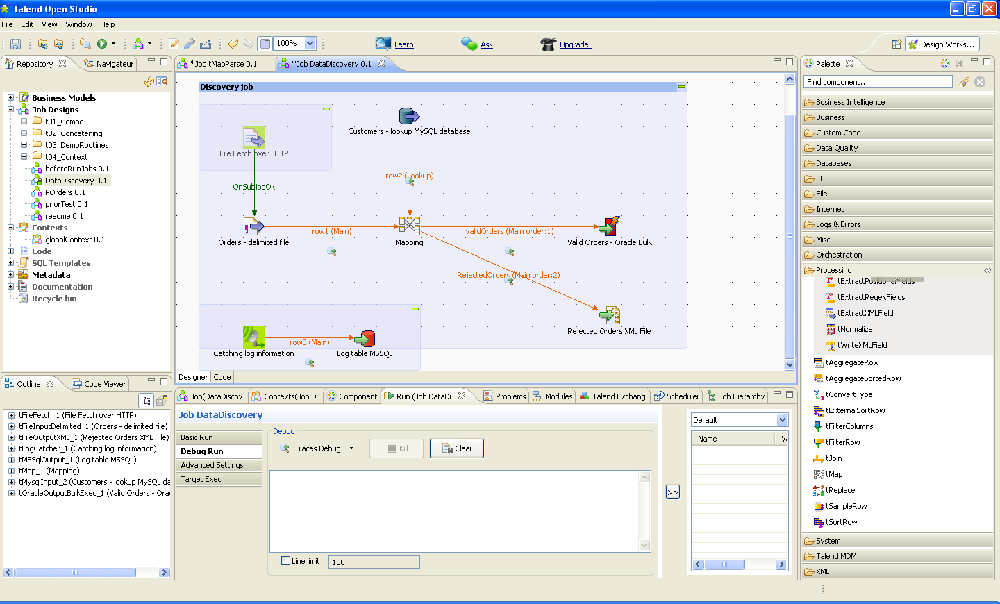 Talend Open Studio
File Edit View Window Help
100% Learn Ask Upgrade! Design Works...
Repository Navigateur
Business Models
Job Designs
t01_Compo
t02_Concatening
t03_DemoRoutines
t04_Context
beforeRunJobs 0.1
DataDiscovery 0.1
POrders 0.1
priorTest 0.1
readme 0.1
Contexts
globalContext 0.1
Code
SQL Templates
Metadata
Documentation
Recycle bin
*Job tMapParse 0.1 *Job DataDiscovery 0.1
Discovery job
Customers - lookup MySQL database
File Fetch over HTTP
row2 (Lookup)
OnSubjobOk
row1 (Main)
validOrders (Main order:1)
Orders - delimited file
Mapping
Valid Orders - Oracle Bulk
RejectedOrders (Main order:2)
Rejected Orders XML File
row3 (Main)
Catching log information
Log table MSSQL
Designer Code
Palette
Find component...
Business Intelligence
Business
Custom Code
Data Quality
Databases
ELT
File
Internet
Logs & Errors
Misc
Orchestration
Processing
tExtractPositionalFields
tExtractRegexFields
tExtractXMLField
tNormalize
tWriteXMLField
tAggregateRow
tAggregateSortedRow
tConvertType
tExternalSortRow
tFilterColumns
tFilterRow
tJoin
tMap
tReplace
tSampleRow
tSortRow
System
Talend MDM
XML
Outline Code Viewer
tFileFetch_1 (File Fetch over HTTP)
tFileInputDelimited_1 (Orders - delimited file)
tFileOutputXML_1 (Rejected Orders XML File)
tLogCatcher_1 (Catching log information)
tMSSqlOutput_1 (Log table MSSQL)
tMap_1 (Mapping)
tMysqlInput_2 (Customers - lookup MySQL da
tOracleOutputBulkExec_1 (Valid Orders - Orac
Job(DataDiscov Contexts(Job D Component Run (Job DataDi Problems Modules Talend Exchang Scheduler Job Hierarchy
Job DataDiscovery
Basic Run
Debug Run
Advanced Settings
Target Exec
Debug
Traces Debug Kill Clear
Line limit 100
>>
Default
Name Va